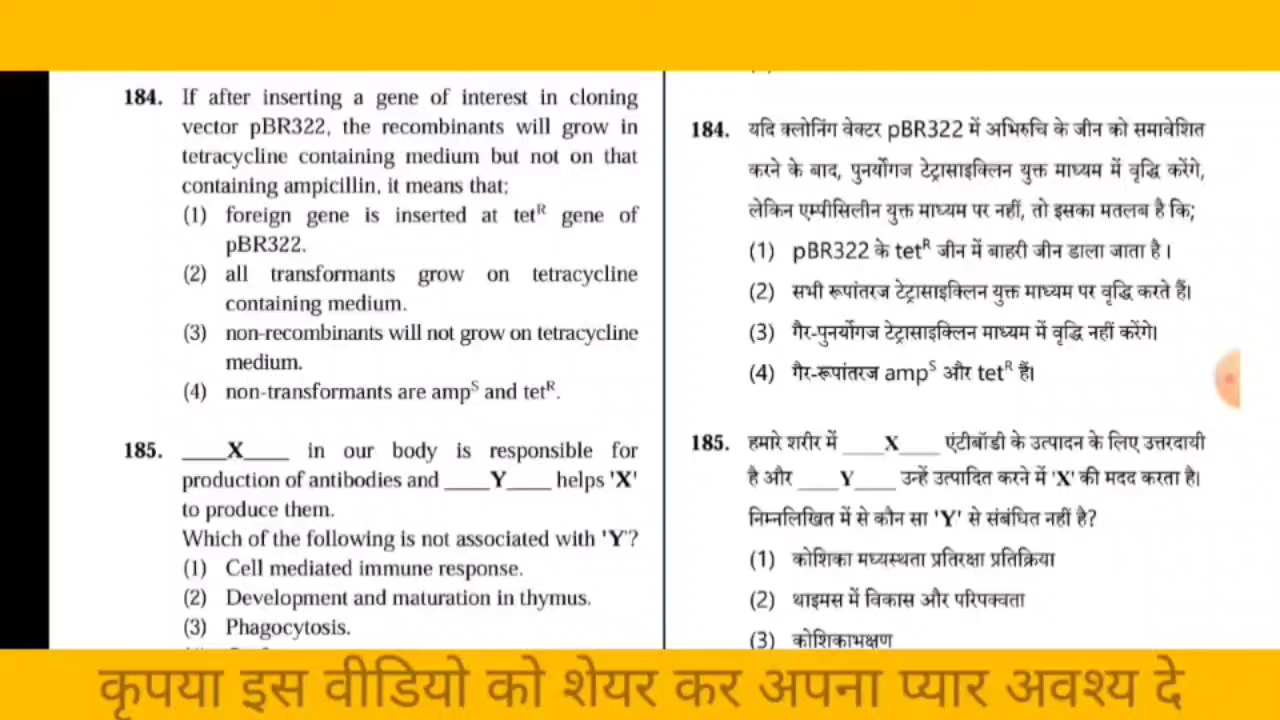 184. If after inserting a gene of interest in cloning
vector pBR322, the recombinants will grow in
tetracycline containing medium but not on that
containing ampicillin, it means that;
(1) foreign gene is inserted at tetᴿ gene of
pBR322.
(2) all transformants grow on tetracycline
containing medium.
(3) non-recombinants will not grow on tetracycline
medium.
(4) non-transformants are ampˢ and tetᴿ.
185. ____X____ in our body is responsible for
production of antibodies and ____Y____ helps 'X'
to produce them.
Which of the following is not associated with 'Y'?
(1) Cell mediated immune response.
(2) Development and maturation in thymus.
(3) Phagocytosis.
184. यदि क्लोनिंग वेक्टर pBR322 में अभिरुचि के जीन को समावेशित
करने के बाद, पुनर्योगज टेट्रासाइक्लिन युक्त माध्यम में वृद्धि करेंगे,
लेकिन एम्पीसिलीन युक्त माध्यम पर नहीं, तो इसका मतलब है कि;
(1) pBR322 के tetᴿ जीन में बाहरी जीन डाला जाता है।
(2) सभी रूपांतरज टेट्रासाइक्लिन युक्त माध्यम पर वृद्धि करते हैं।
(3) गैर-पुनर्योगज टेट्रासाइक्लिन माध्यम में वृद्धि नहीं करेंगे।
(4) गैर-रूपांतरज ampˢ और tetᴿ हैं।
185. हमारे शरीर में ____X____ एंटीबॉडी के उत्पादन के लिए उत्तरदायी
है और ____Y____ उन्हें उत्पादित करने में 'X' की मदद करता है।
निम्नलिखित में से कौन सा 'Y' से संबंधित नहीं है?
(1) कोशिका मध्यस्थता प्रतिरक्षा प्रतिक्रिया
(2) थाइमस में विकास और परिपक्वता
(3) कोशिकाभक्षण
कृपया इस वीडियो को शेयर कर अपना प्यार अवश्य दे